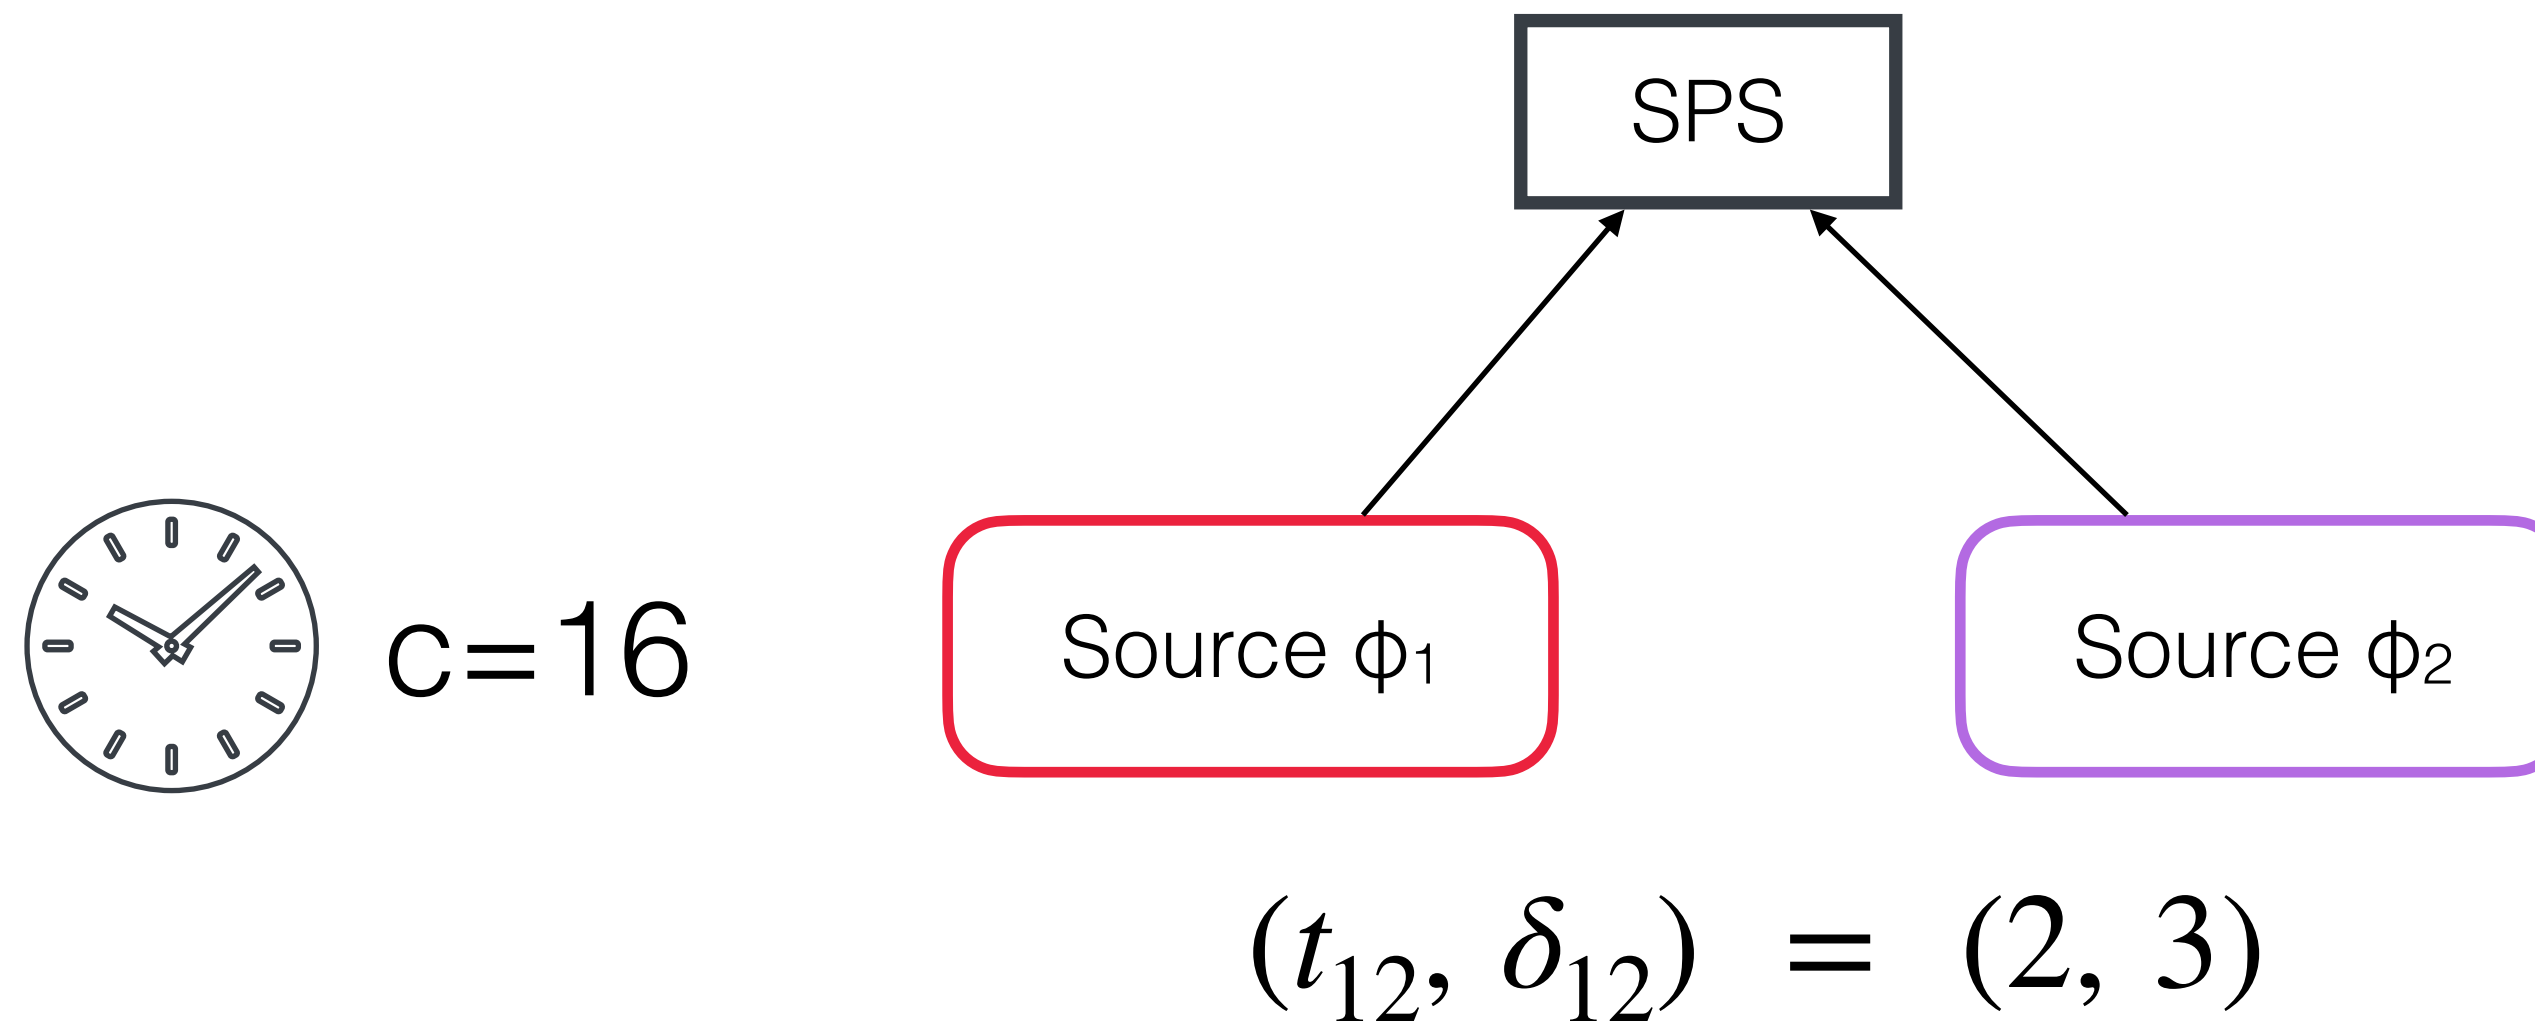 SPS
c=16
Source ϕ₁
Source ϕ₂
(t₁₂, δ₁₂) = (2, 3)